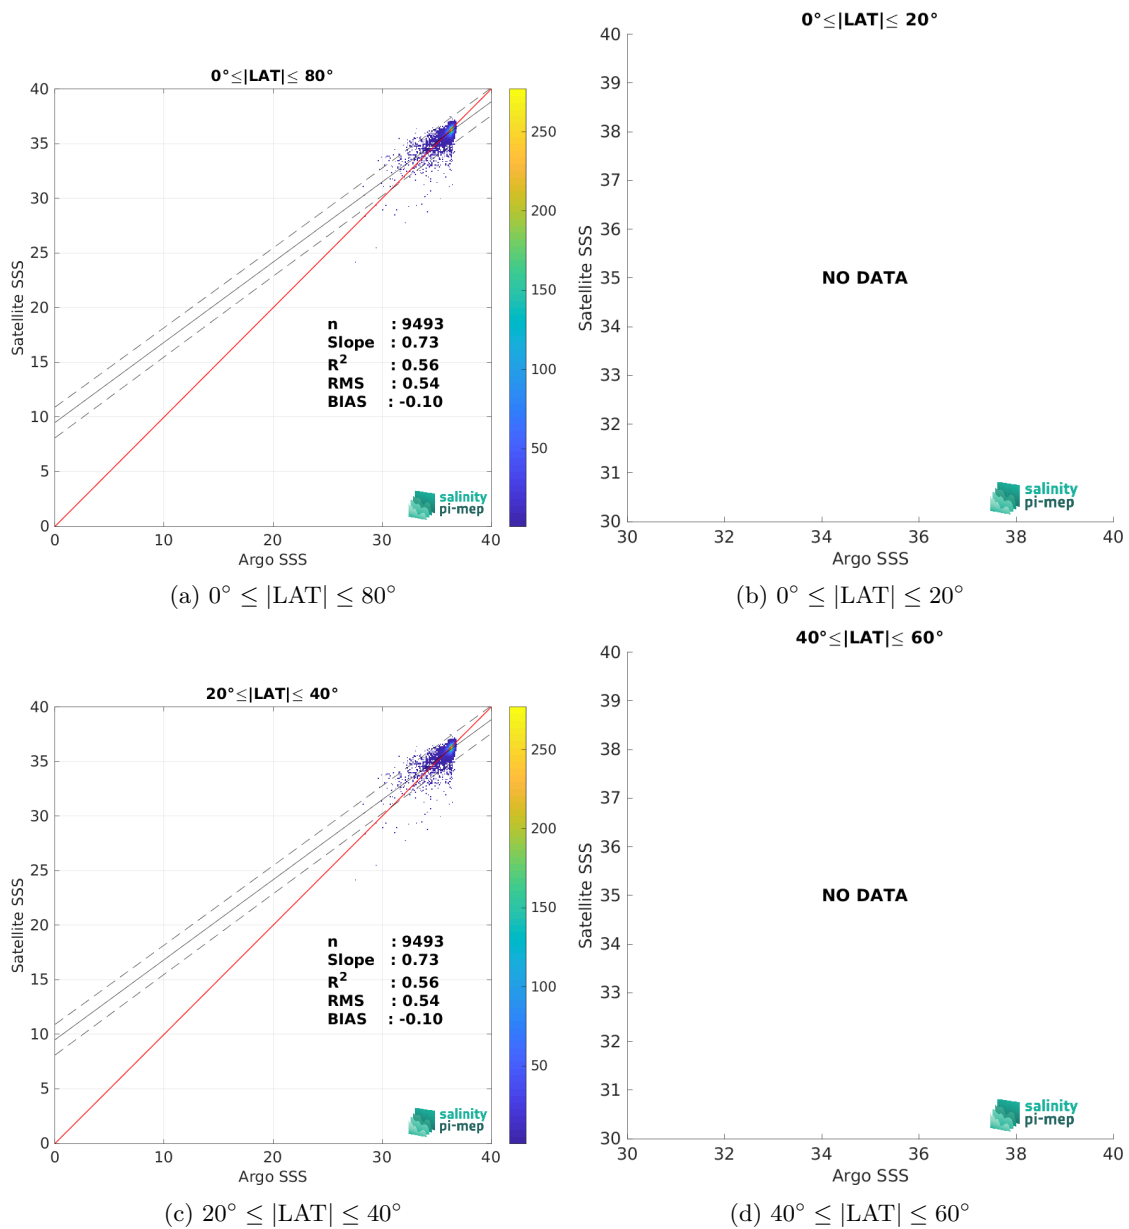 0°≤|LAT|≤ 80°
40
35
30
25
20
15
10
5
0
Satellite SSS
0
10
20
30
40
Argo SSS
250
200
150
100
50
n : 9493
Slope : 0.73
R² : 0.56
RMS : 0.54
BIAS : -0.10
salinity
pi-mep
(a) 0° ≤ |LAT| ≤ 80°
0°≤|LAT|≤ 20°
40
39
38
37
36
35
34
33
32
31
30
Satellite SSS
NO DATA
30
32
34
36
38
40
Argo SSS
salinity
pi-mep
(b) 0° ≤ |LAT| ≤ 20°
20°≤|LAT|≤ 40°
40
35
30
25
20
15
10
5
0
Satellite SSS
0
10
20
30
40
Argo SSS
250
200
150
100
50
n : 9493
Slope : 0.73
R² : 0.56
RMS : 0.54
BIAS : -0.10
salinity
pi-mep
(c) 20° ≤ |LAT| ≤ 40°
40°≤|LAT|≤ 60°
40
39
38
37
36
35
34
33
32
31
30
Satellite SSS
NO DATA
30
32
34
36
38
40
Argo SSS
salinity
pi-mep
(d) 40° ≤ |LAT| ≤ 60°